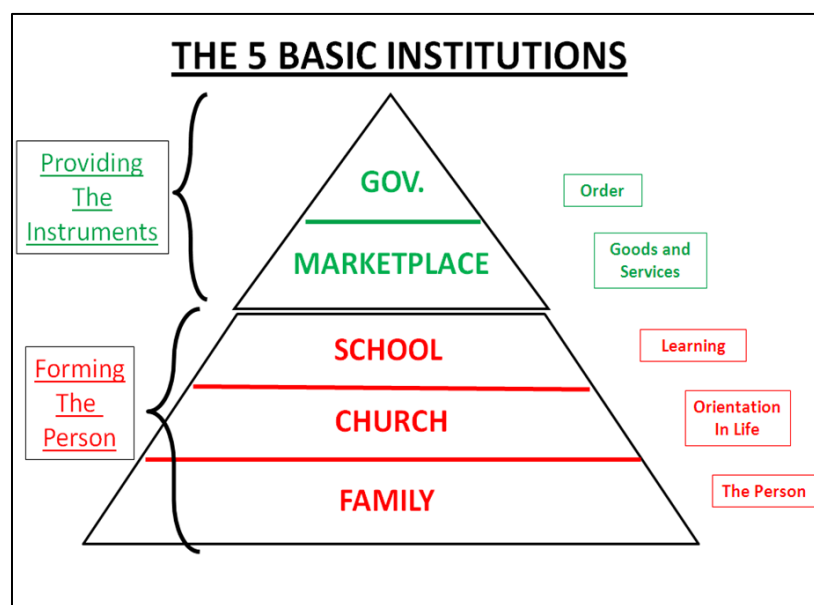 THE 5 BASIC INSTITUTIONS
Providing
The
Instruments
GOV.
Order
MARKETPLACE
Goods and
Services
Forming
The
Person
SCHOOL
Learning
CHURCH
Orientation
In Life
FAMILY
The Person